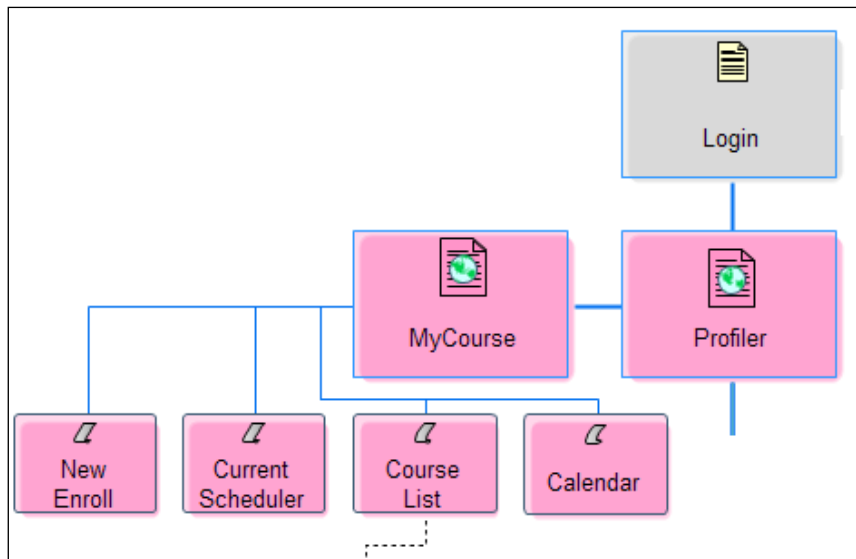 Login
MyCourse
Profiler
New
Enroll
Current
Scheduler
Course
List
Calendar